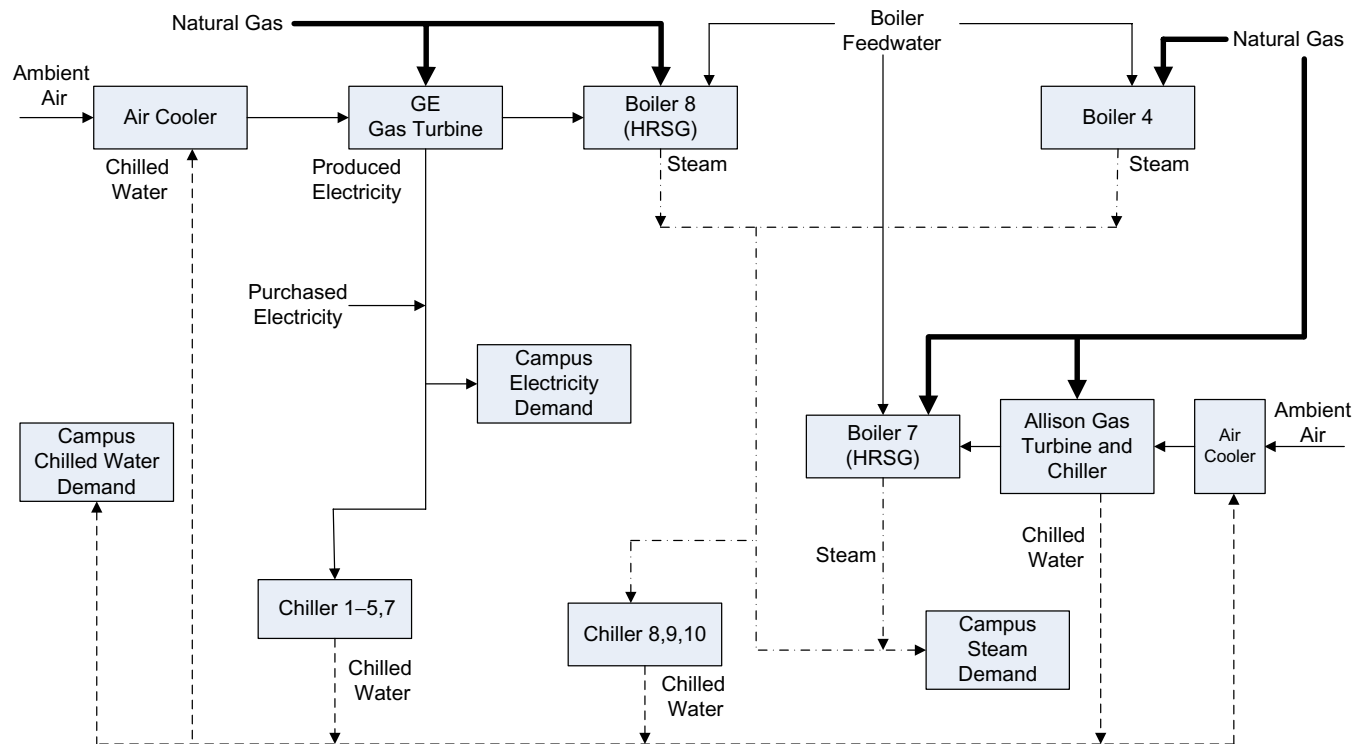 Natural Gas
Boiler
Feedwater
Natural Gas
Ambient
Air
Air Cooler
GE
Gas Turbine
Boiler 8
(HRSG)
Boiler 4
Chilled
Water
Produced
Electricity
Steam
Steam
Purchased
Electricity
Campus
Electricity
Demand
Campus
Chilled Water
Demand
Boiler 7
(HRSG)
Allison Gas
Turbine and
Chiller
Air
Cooler
Ambient
Air
Chilled
Water
Steam
Chiller 1–5,7
Chiller 8,9,10
Campus
Steam
Demand
Chilled
Water
Chilled
Water